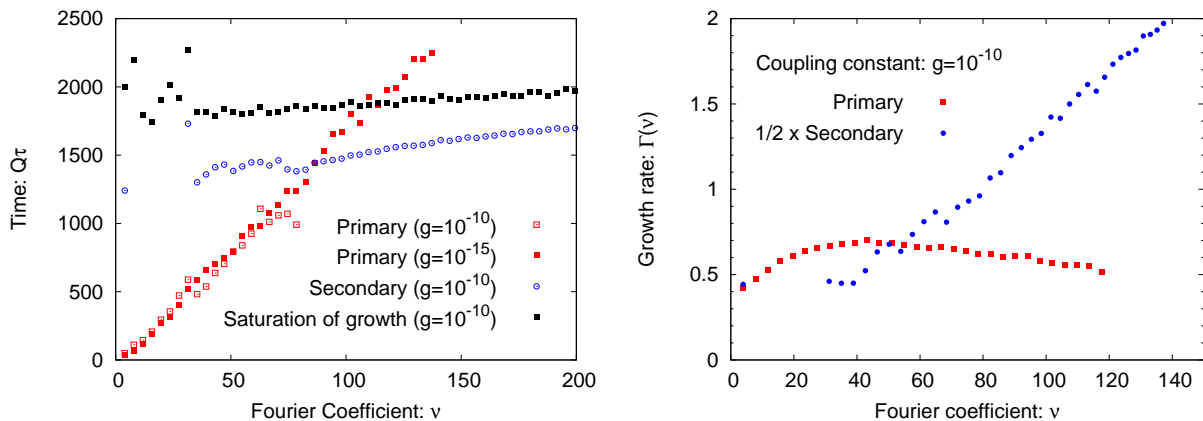 2500
2000
1500
1000
500
0
Time: Qτ
Primary (g=10⁻¹⁰)
Primary (g=10⁻¹⁵)
Secondary (g=10⁻¹⁰)
Saturation of growth (g=10⁻¹⁰)
0 50 100 150 200
Fourier Coefficient: ν
2
1.5
1
0.5
0
Growth rate: Γ(ν)
Coupling constant: g=10⁻¹⁰
Primary
1/2 x Secondary
0 20 40 60 80 100 120 140
Fourier coefficient: ν